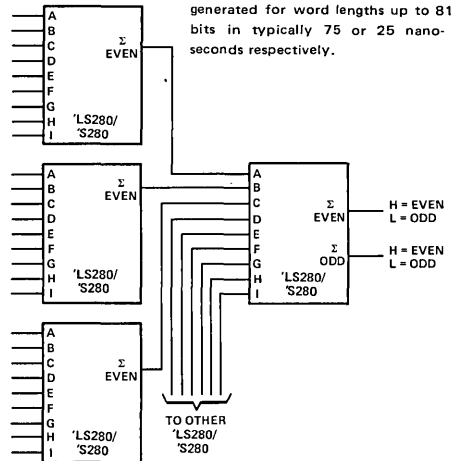 generated for word lengths up to 81
bits in typically 75 or 25 nano-
seconds respectively.
A
B
C
D
E
F
G
H
I
Σ
EVEN
'LS280/
'S280
A
B
C
D
E
F
G
H
I
Σ
EVEN
'LS280/
'S280
A
B
C
D
E
F
G
H
I
Σ
EVEN
'LS280/
'S280
A
B
C
D
E
F
G
H
I
Σ
EVEN
Σ
ODD
'LS280/
'S280
H = EVEN
L = ODD
H = EVEN
L = ODD
TO OTHER
'LS280/
'S280